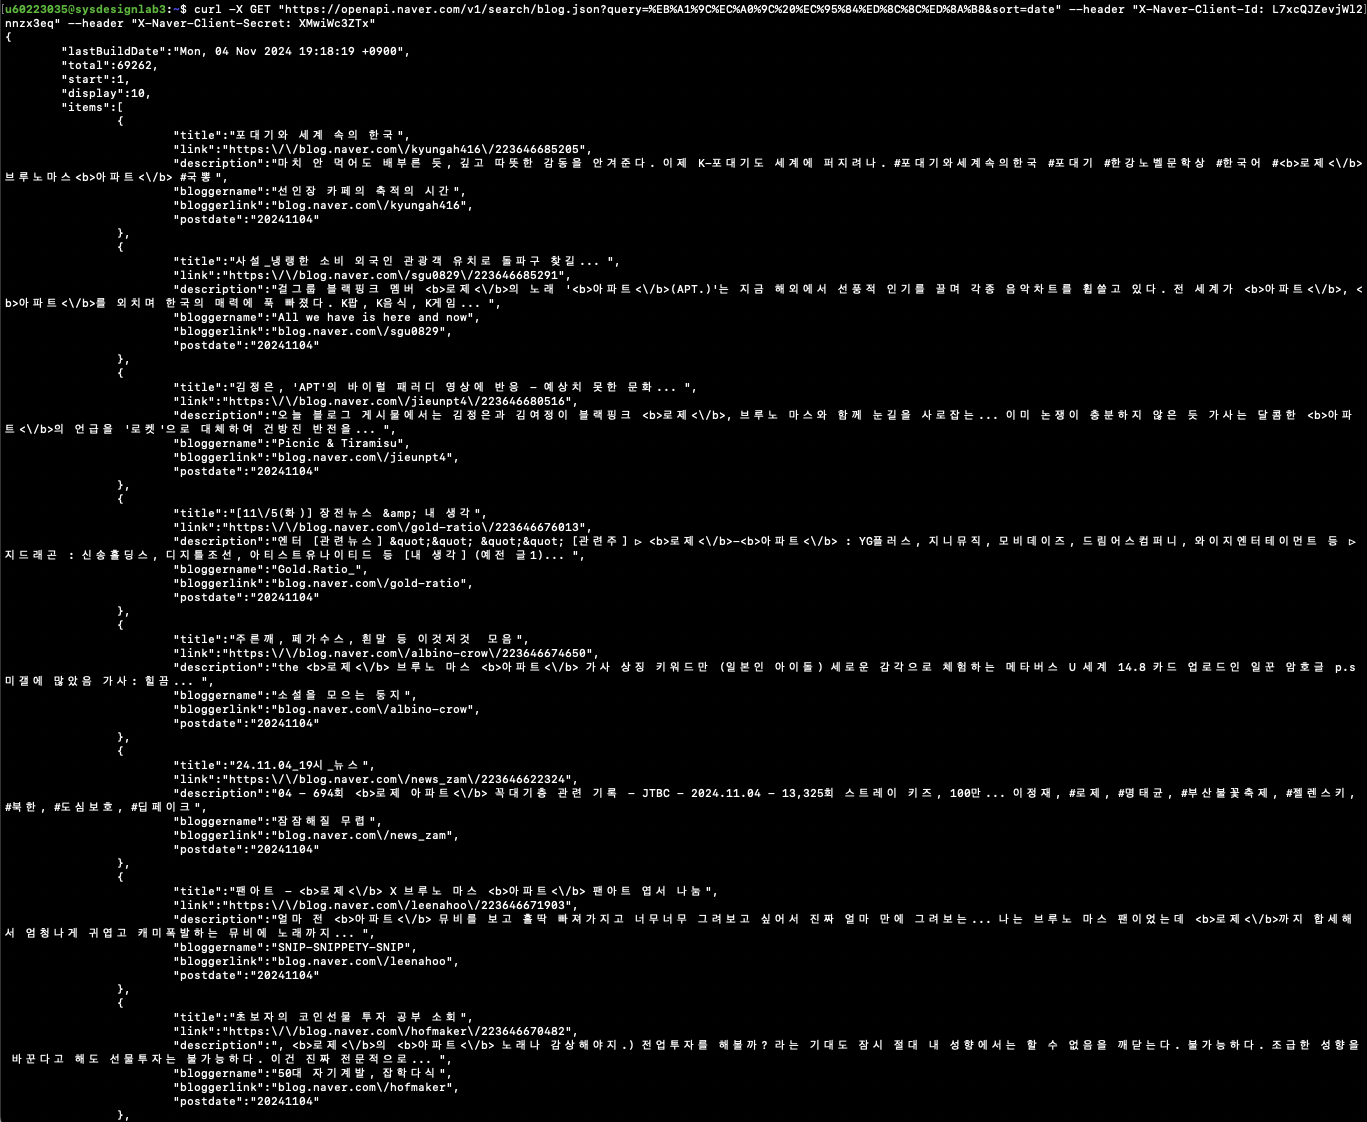 [u60223035@sysdesignlab3:~$ curl -X GET "https://openapi.naver.com/v1/search/blog.json?query=%EB%A1%9C%EC%A0%9C%20%EC%95%84%ED%8C%8C%ED%8A%B8&sort=date" --header "X-Naver-Client-Id: L7xcQJZevjWl2]
nnzx3eq" --header "X-Naver-Client-Secret: XMwiWc3ZTx"
{
"lastBuildDate":"Mon, 04 Nov 2024 19:18:19 +0900",
"total":69262,
"start":1,
"display":10,
"items":[
{
"title":"포대기와 세계 속의 한국",
"link":"https:\/\/blog.naver.com\/kyungah416\/223646685205",
"description":"마치 안 먹어도 배부른 듯, 깊고 따뜻한 감동을 안겨준다. 이제 K-포대기도 세계에 퍼지려나. #포대기와세계속의한국 #포대기 #한강노벨문학상 #한국어 #<b>로제<\/b>
브루노마스<b>아파트<\/b> #국뽕",
"bloggername":"선인장 카페의 축적의 시간",
"bloggerlink":"blog.naver.com\/kyungah416",
"postdate":"20241104"
},
{
"title":"사설_냉랭한 소비 외국인 관광객 유치로 돌파구 찾길... ",
"link":"https:\/\/blog.naver.com\/sgu0829\/223646685291",
"description":"걸그룹 블랙핑크 멤버 <b>로제<\/b>의 노래 '<b>아파트<\/b>(APT.)'는 지금 해외에서 선풍적 인기를 끌며 각종 음악차트를 휩쓸고 있다. 전 세계가 <b>아파트<\/b>, <
b>아파트<\/b>를 외치며 한국의 매력에 푹 빠졌다. K팝, K음식, K게임... ",
"bloggername":"All we have is here and now",
"bloggerlink":"blog.naver.com\/sgu0829",
"postdate":"20241104"
},
{
"title":"김정은, 'APT'의 바이럴 패러디 영상에 반응 - 예상치 못한 문화... ",
"link":"https:\/\/blog.naver.com\/jieunpt4\/223646680516",
"description":"오늘 블로그 게시물에서는 김정은과 김여정이 블랙핑크 <b>로제<\/b>, 브루노 마스와 함께 눈길을 사로잡는... 이미 논쟁이 충분하지 않은 듯 가사는 달콤한 <b>아파
트<\/b>의 언급을 '로켓'으로 대체하여 건방진 반전을... ",
"bloggername":"Picnic & Tiramisu",
"bloggerlink":"blog.naver.com\/jieunpt4",
"postdate":"20241104"
},
{
"title":"[11\/5(화)] 장전뉴스 &amp; 내 생각",
"link":"https:\/\/blog.naver.com\/gold-ratio\/223646676013",
"description":"엔터 [관련뉴스] &quot;&quot; &quot;&quot; [관련주] ▷ <b>로제<\/b>-<b>아파트<\/b> : YG플러스, 지니뮤직, 모비데이즈, 드림어스컴퍼니, 와이지엔터테이먼트 등 ▷
지드래곤 : 신송홀딩스, 디지틀조선, 아티스트유나이티드 등 [내 생각] (예전 글1)... ",
"bloggername":"Gold.Ratio_",
"bloggerlink":"blog.naver.com\/gold-ratio",
"postdate":"20241104"
},
{
"title":"주른깨, 페가수스, 흰말 등 이것저것  모음",
"link":"https:\/\/blog.naver.com\/albino-crow\/223646674650",
"description":"the <b>로제<\/b> 브루노 마스 <b>아파트<\/b> 가사 상징 키워드만 (일본인 아이돌) 세로운 감각으로 체험하는 메타버스 U 세계 14.8 카드 업로드인 일꾼 암호글 p.s
미갤에 많았음 가사: 힐끔... ",
"bloggername":"소설을 모으는 둥지",
"bloggerlink":"blog.naver.com\/albino-crow",
"postdate":"20241104"
},
{
"title":"24.11.04_19시_뉴스",
"link":"https:\/\/blog.naver.com\/news_zam\/223646622324",
"description":"04 - 694회 <b>로제 아파트<\/b> 꼭대기층 관련 기록 - JTBC - 2024.11.04 - 13,325회 스트레이 키즈, 100만... 이정재, #로제, #명태균, #부산불꽃축제, #젤렌스키,
#북한, #도심보호, #딥페이크",
"bloggername":"잠잠해질 무렵",
"bloggerlink":"blog.naver.com\/news_zam",
"postdate":"20241104"
},
{
"title":"팬아트 - <b>로제<\/b> X 브루노 마스 <b>아파트<\/b> 팬아트 엽서 나눔",
"link":"https:\/\/blog.naver.com\/leenahoo\/223646671903",
"description":"얼마 전 <b>아파트<\/b> 뮤비를 보고 홀딱 빠져가지고 너무너무 그려보고 싶어서 진짜 얼마 만에 그려보는... 나는 브루노 마스 팬이었는데 <b>로제<\/b>까지 합세해
서 엄청나게 귀엽고 캐미폭발하는 뮤비에 노래까지... ",
"bloggername":"SNIP-SNIPPETY-SNIP",
"bloggerlink":"blog.naver.com\/leenahoo",
"postdate":"20241104"
},
{
"title":"초보자의 코인선물 투자 공부 소회",
"link":"https:\/\/blog.naver.com\/hofmaker\/223646670482",
"description":", <b>로제<\/b>의 <b>아파트<\/b> 노래나 감상해야지.) 전업투자를 해볼까? 라는 기대도 잠시 절대 내 성향에서는 할 수 없음을 깨닫는다. 불가능하다. 조급한 성향을
바꾼다고 해도 선물투자는 불가능하다. 이건 진짜 전문적으로... ",
"bloggername":"50대 자기계발, 잡학다식",
"bloggerlink":"blog.naver.com\/hofmaker",
"postdate":"20241104"
},